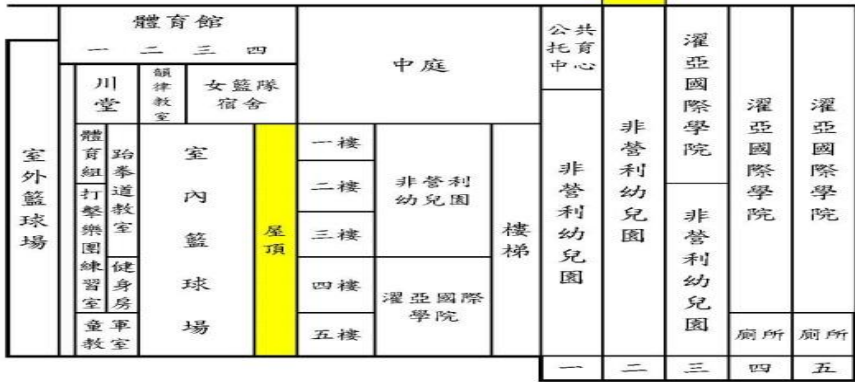 體育館
一 二 三 四
川堂
韻律教室
女籃隊宿舍
中庭
公共托育中心
濯亞國際學院
濯亞國際學院
濯亞國際學院
室外籃球場
體育組
跆拳道教室
室內籃球場
屋頂
一樓
二樓
三樓
四樓
五樓
非營利幼兒園
濯亞國際學院
樓梯
非營利幼兒園
非營利幼兒園
非營利幼兒園
打擊樂團練習室
健身房
童軍教室
廁所
廁所
一
二
三
四
五